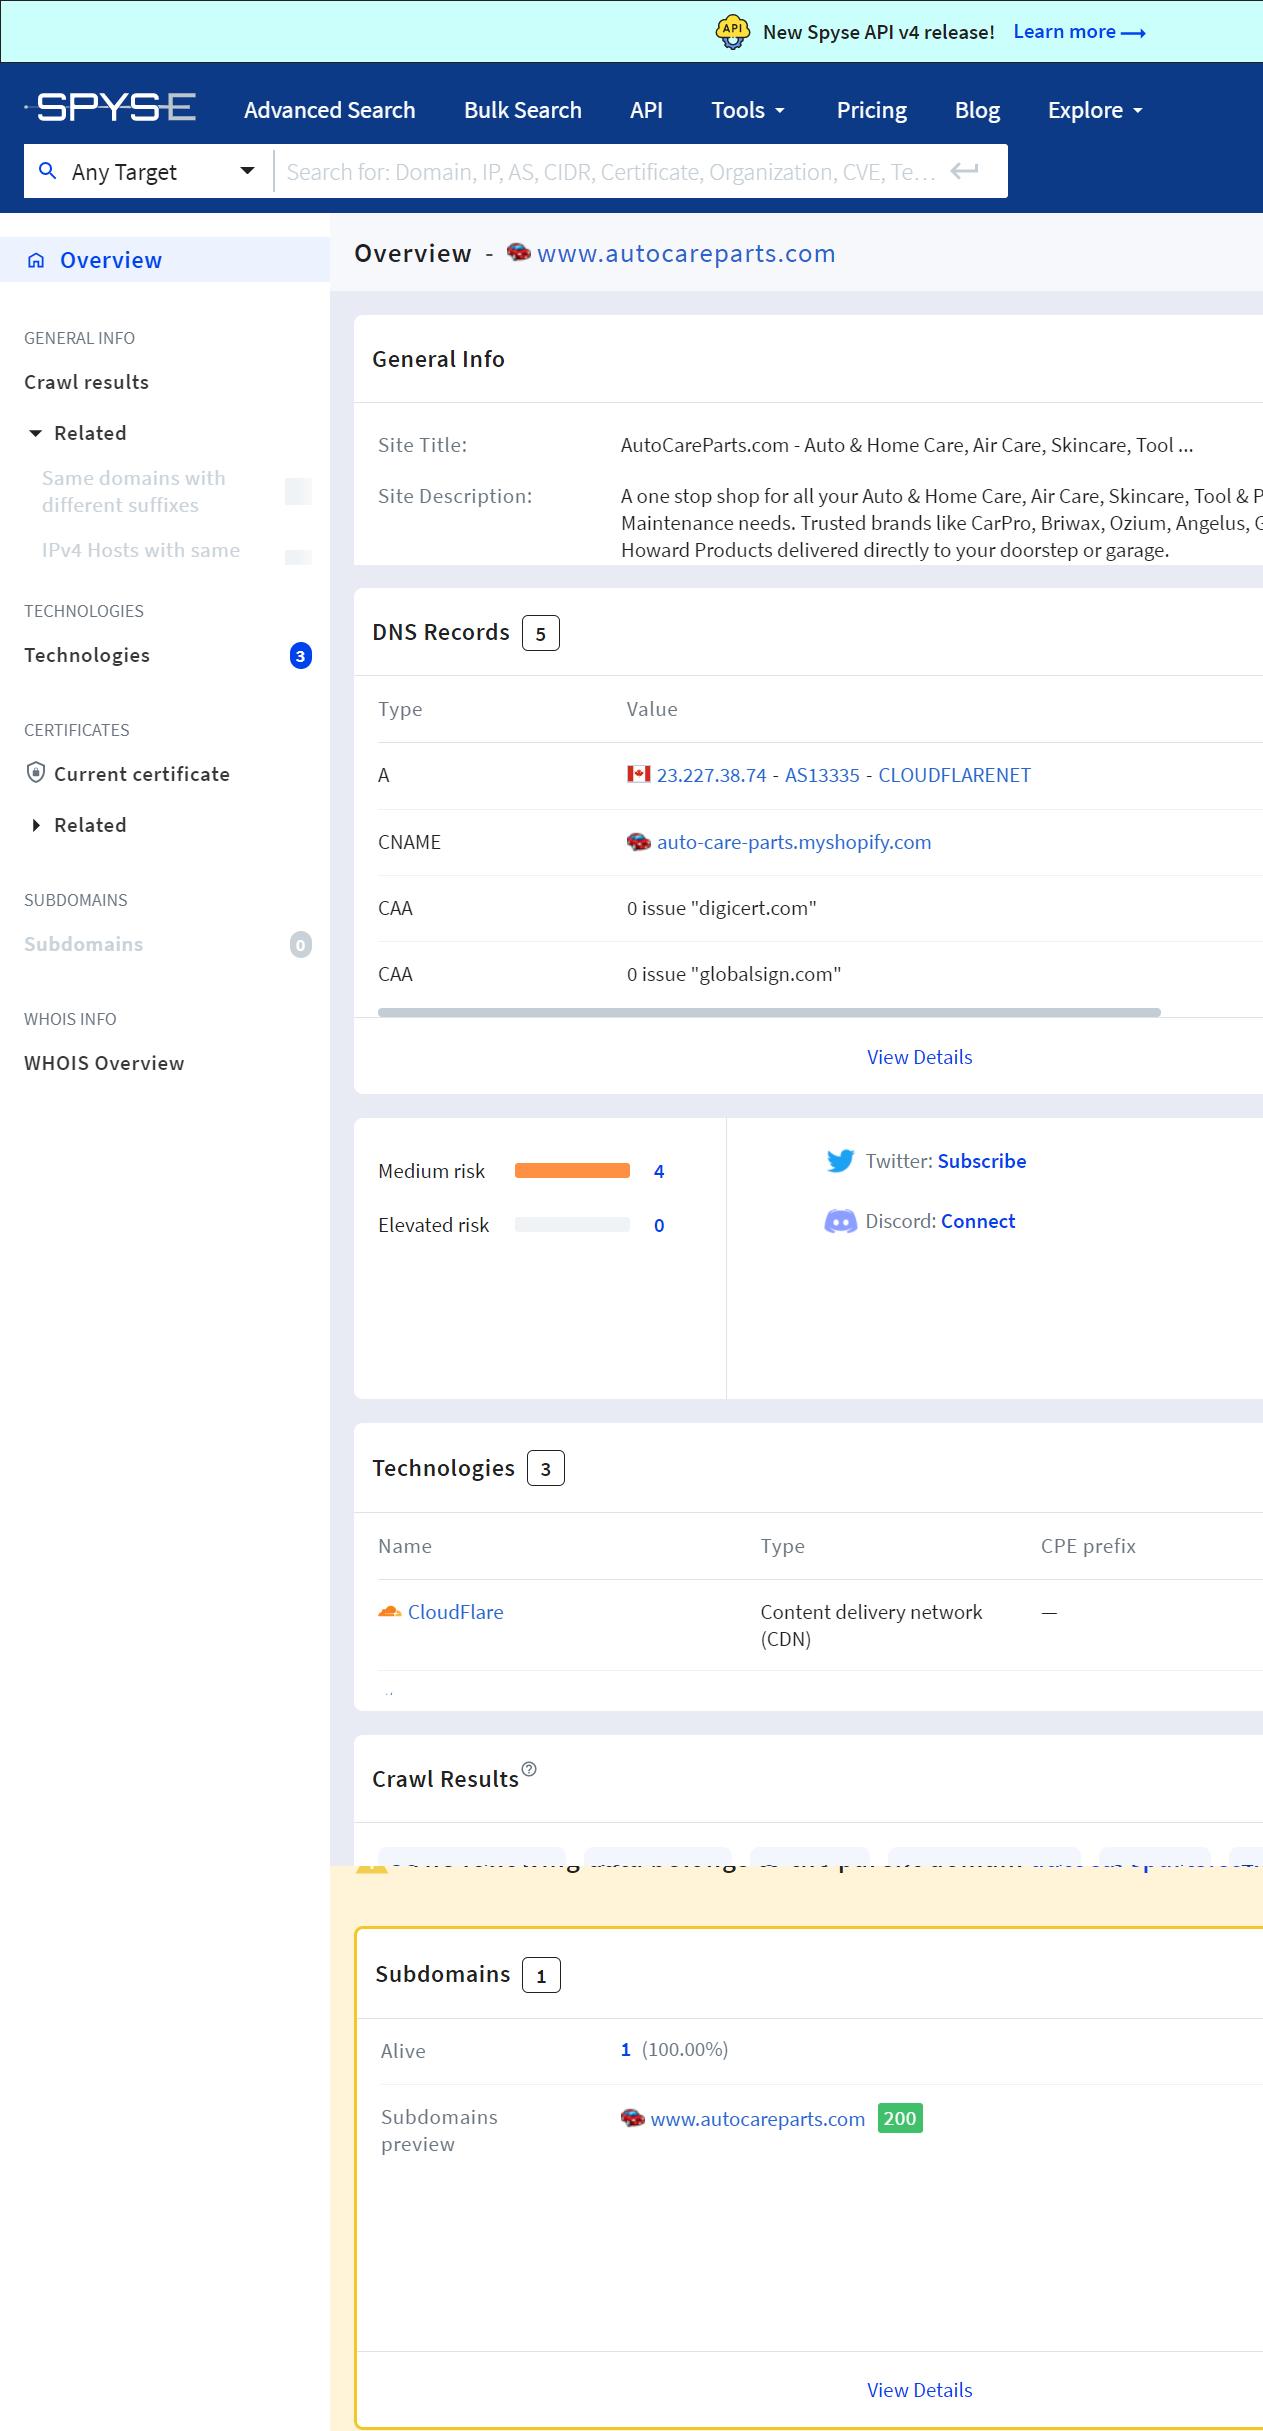 API New Spyse API v4 release! Learn more
SPYSE Advanced Search Bulk Search API Tools Pricing Blog Explore
Any Target Search for: Domain, IP, AS, CIDR, Certificate, Organization, CVE, Te...
Overview
Overview - www.autocareparts.com
GENERAL INFO
Crawl results
Related
Same domains with
different suffixes
IPv4 Hosts with same
TECHNOLOGIES
Technologies 3
CERTIFICATES
Current certificate
Related
SUBDOMAINS
Subdomains 0
WHOIS INFO
WHOIS Overview
General Info
Site Title: AutoCareParts.com - Auto & Home Care, Air Care, Skincare, Tool ...
Site Description: A one stop shop for all your Auto & Home Care, Air Care, Skincare, Tool & P
Maintenance needs. Trusted brands like CarPro, Briwax, Ozium, Angelus, G
Howard Products delivered directly to your doorstep or garage.
DNS Records 5
Type Value
A 23.227.38.74 - AS13335 - CLOUDFLARENET
CNAME auto-care-parts.myshopify.com
CAA 0 issue "digicert.com"
CAA 0 issue "globalsign.com"
View Details
Medium risk 4
Elevated risk 0
Twitter: Subscribe
Discord: Connect
Technologies 3
Name Type CPE prefix
CloudFlare Content delivery network
(CDN) —
Crawl Results
Subdomains 1
Alive 1 (100.00%)
Subdomains
preview www.autocareparts.com 200
View Details